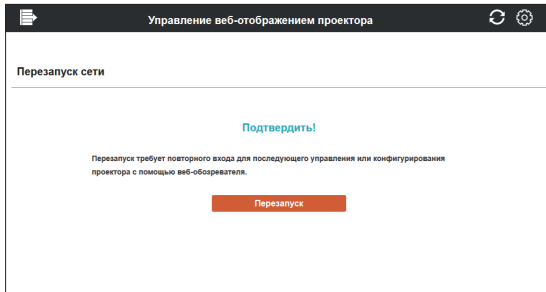 Управление веб-отображением проектора
Перезапуск сети
Подтвердить!
Перезапуск требует повторного входа для последующего управления или конфигурирования
проектора с помощью веб-обозревателя.
Перезапуск